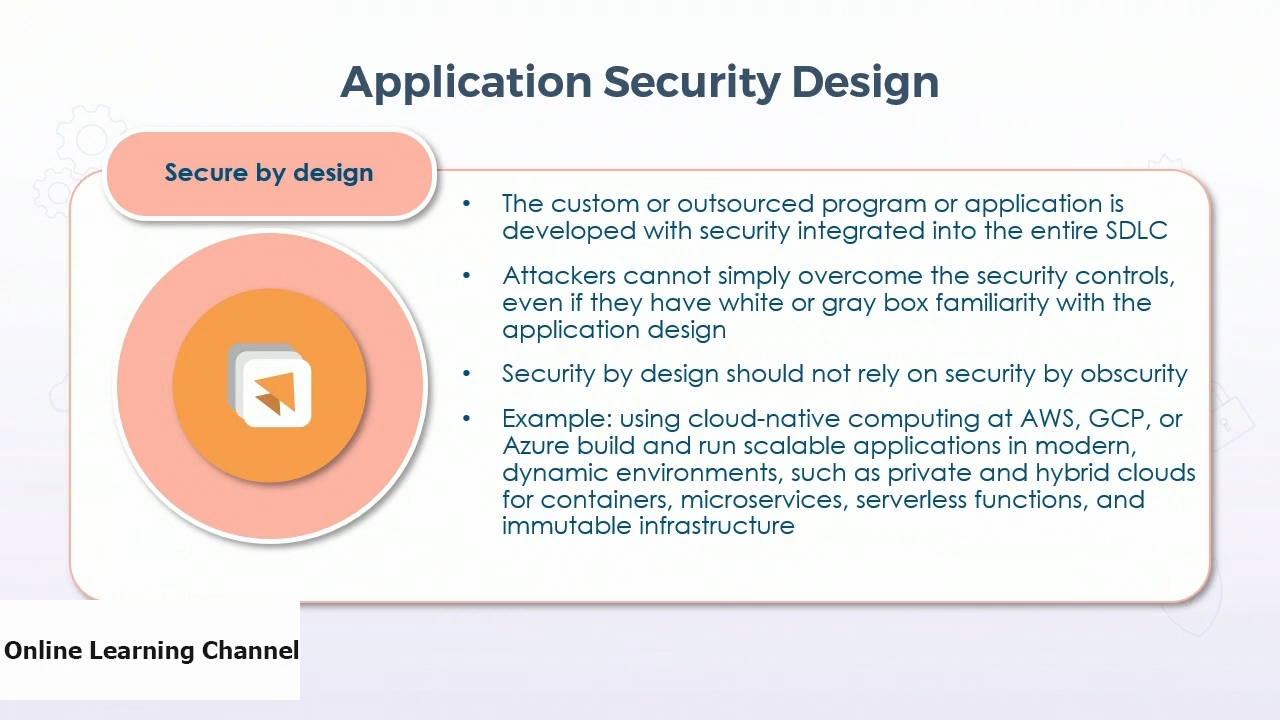 Application Security Design
Secure by design
• The custom or outsourced program or application is
developed with security integrated into the entire SDLC
• Attackers cannot simply overcome the security controls,
even if they have white or gray box familiarity with the
application design
• Security by design should not rely on security by obscurity
• Example: using cloud-native computing at AWS, GCP, or
Azure build and run scalable applications in modern,
dynamic environments, such as private and hybrid clouds
for containers, microservices, serverless functions, and
immutable infrastructure
Online Learning Channel